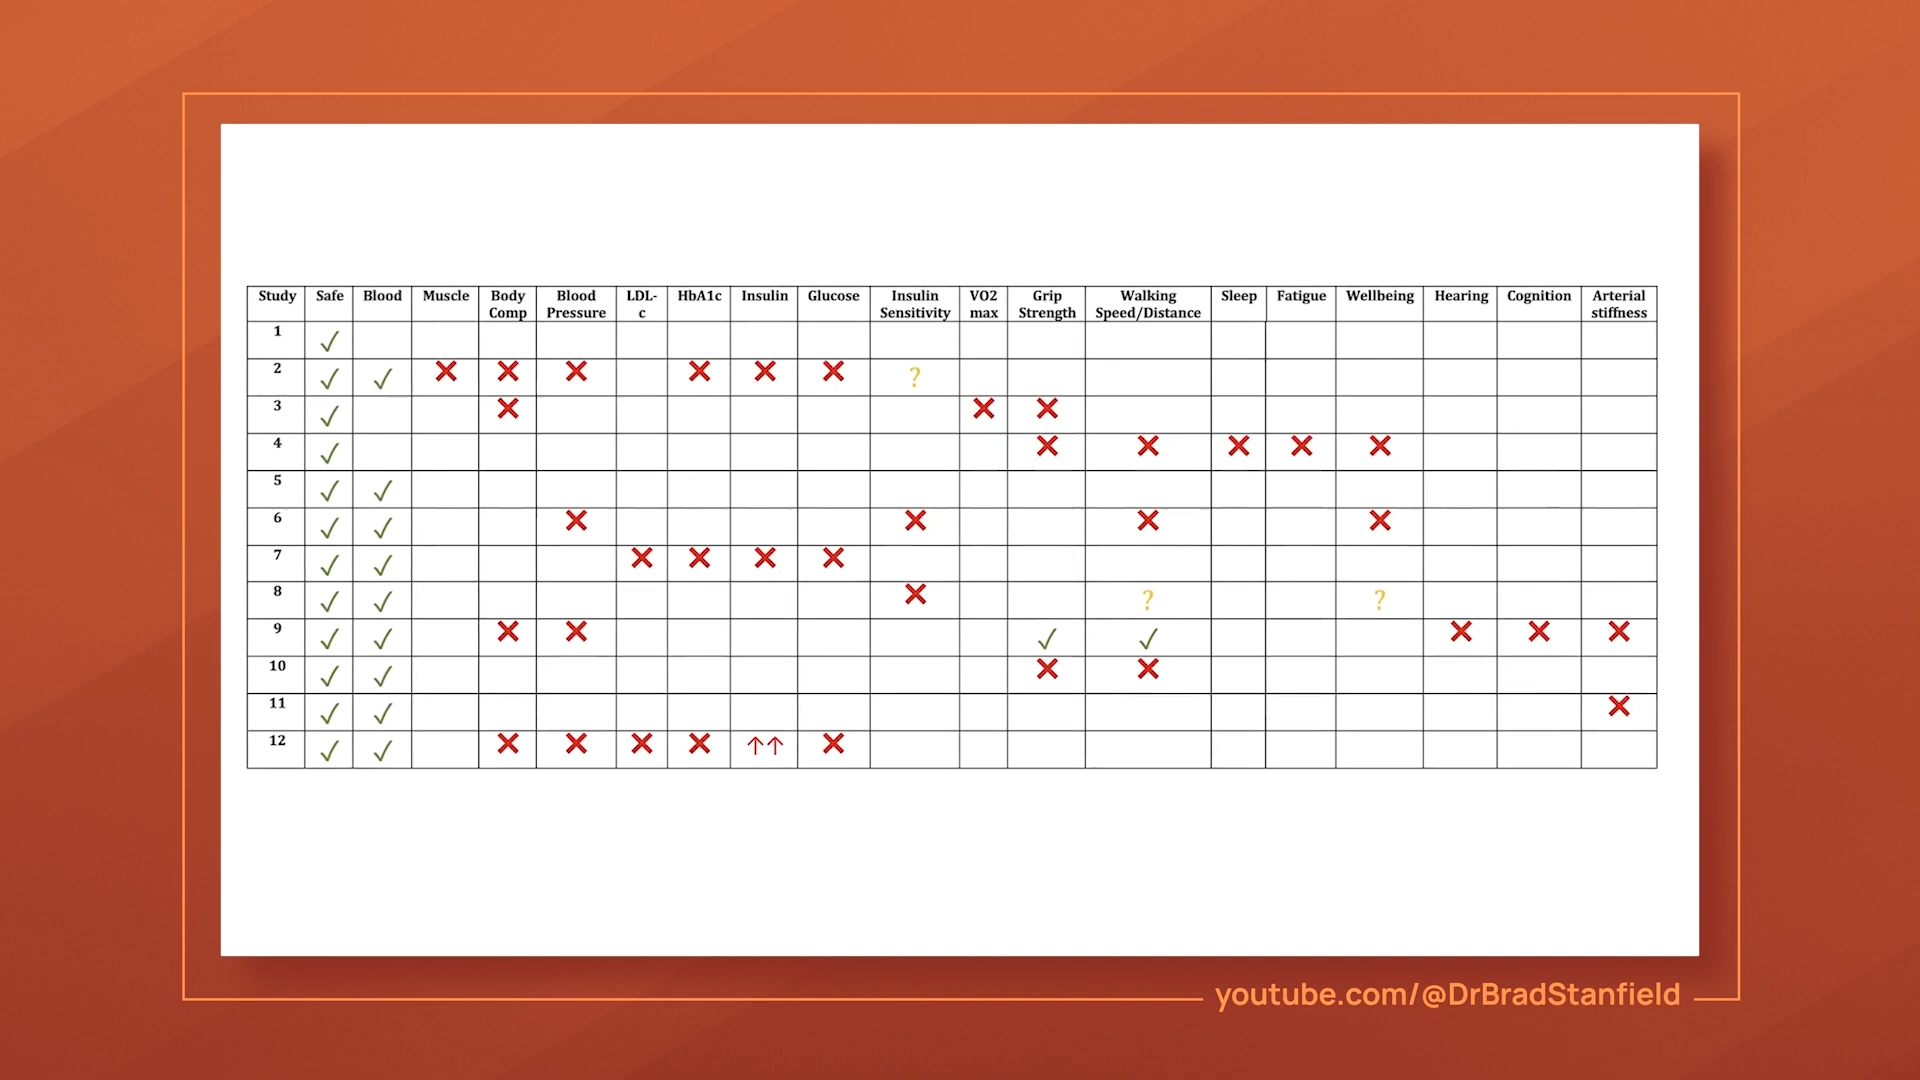 Study Safe Blood Muscle Body Comp Blood Pressure LDL-c HbA1c Insulin Glucose Insulin Sensitivity VO2 max Grip Strength Walking Speed/Distance Sleep Fatigue Wellbeing Hearing Cognition Arterial stiffness
1 ✓
2 ✓ ✓ ❌ ❌ ❌ ❌ ❌ ❌ ?
3 ✓ ❌ ❌ ❌
4 ✓ ❌ ❌ ❌ ❌ ❌
5 ✓ ✓
6 ✓ ✓ ❌ ❌ ❌ ❌
7 ✓ ✓ ❌ ❌ ❌ ❌
8 ✓ ✓ ❌ ? ?
9 ✓ ✓ ❌ ❌ ✓ ✓ ❌ ❌ ❌
10 ✓ ✓ ❌ ❌
11 ✓ ✓ ❌
12 ✓ ✓ ❌ ❌ ❌ ❌ ↑↑ ❌
youtube.com/@DrBradStanfield